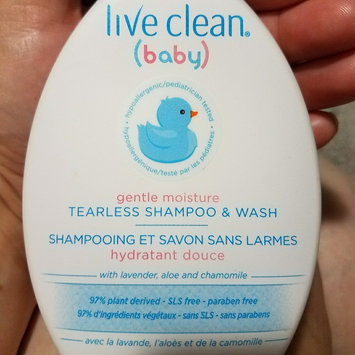 live clean®
(baby)
hypoallergenic/pediatrician tested
hypoallergénique/testé par les pédiatres
gentle moisture
TEARLESS SHAMPOO & WASH
SHAMPOOING ET SAVON SANS LARMES
hydratant douce
with lavender, aloe and chamomile
97% plant derived - SLS free - paraben free
97% d'ingrédients végétaux - sans SLS - sans parabens
avec la lavande, l'aloès et de la camomille